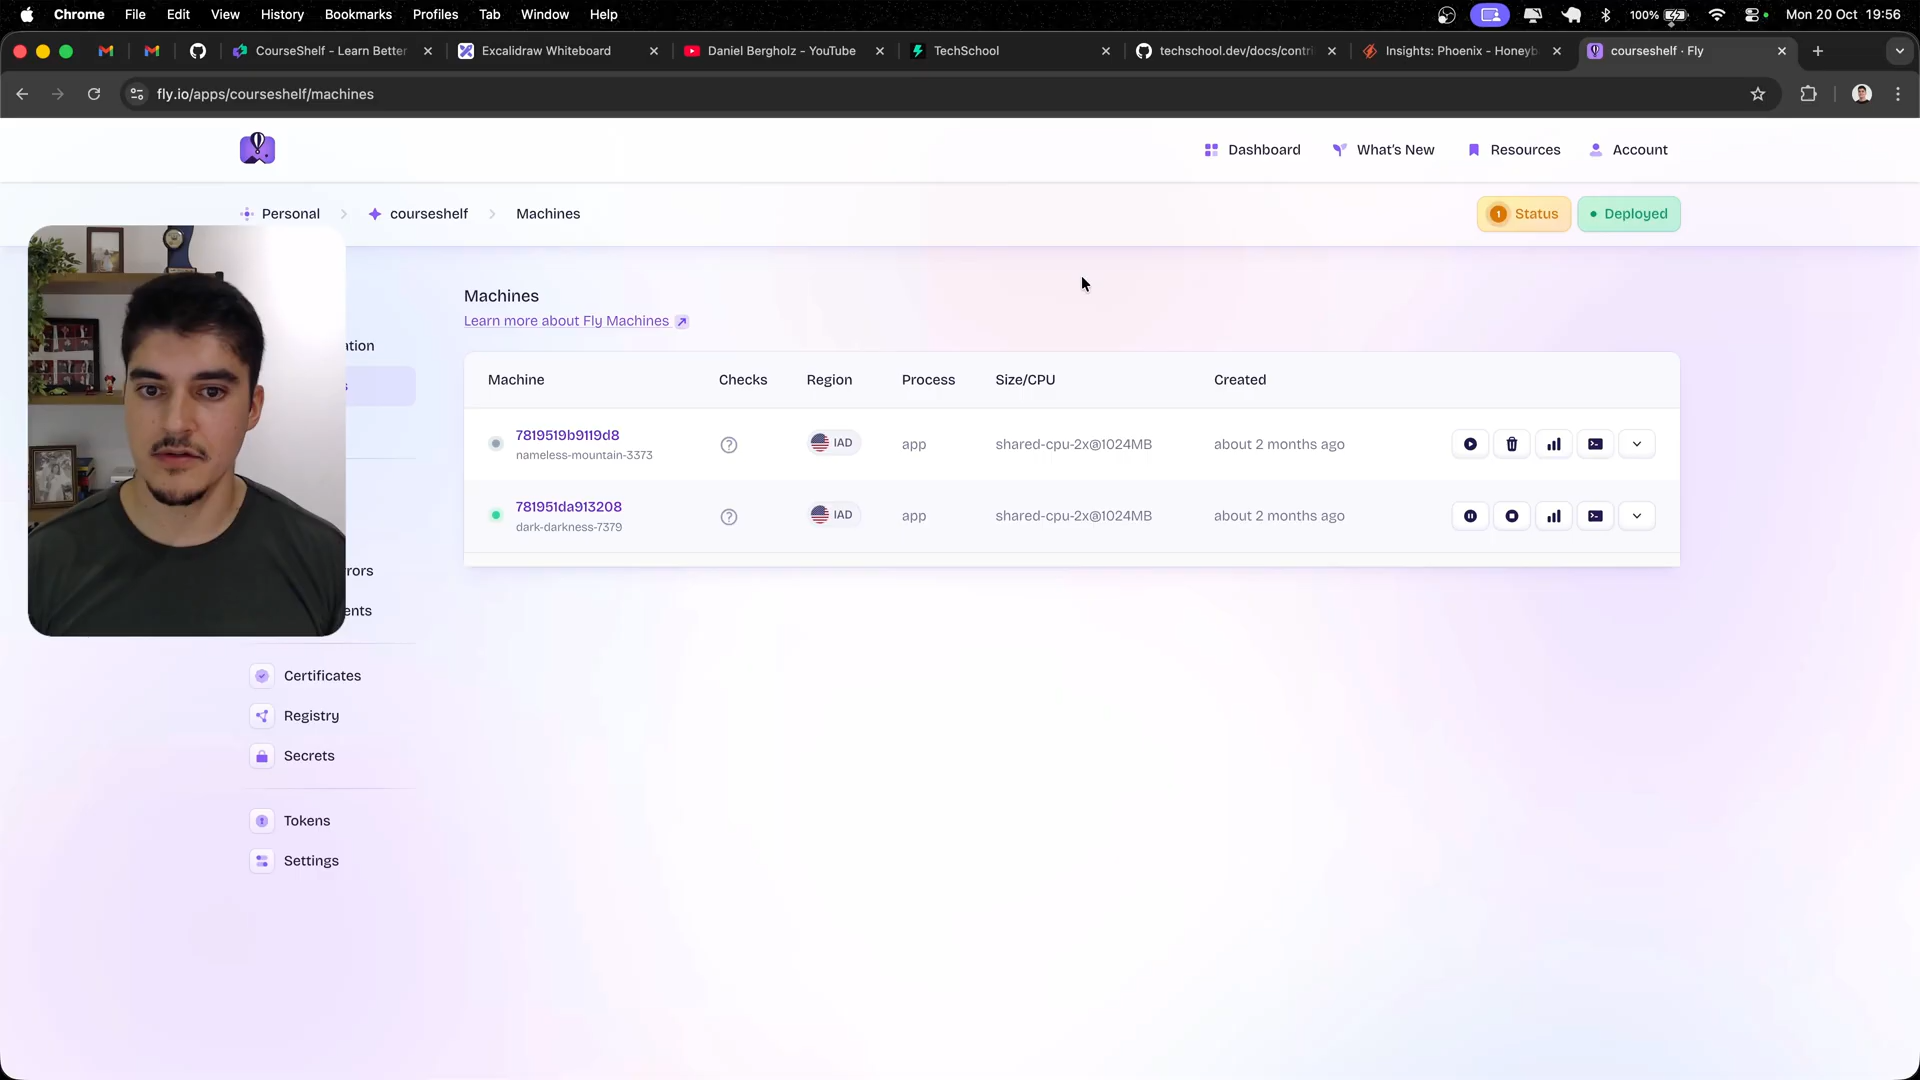 Chrome File Edit View History Bookmarks Profiles Tab Window Help 100% Mon 20 Oct 19:56
CourseShelf - Learn Better Excalidraw Whiteboard Daniel Bergholz - YouTube TechSchool techschool.dev/docs/contri Insights: Phoenix - Honeyb courseshelf · Fly
fly.io/apps/courseshelf/machines
Dashboard What's New Resources Account
Personal courseshelf Machines 1 Status Deployed
Machines
Learn more about Fly Machines
ation
s
rors
ents
Certificates
Registry
Secrets
Tokens
Settings
Machine Checks Region Process Size/CPU Created
7819519b9119d8 IAD app shared-cpu-2x@1024MB about 2 months ago
nameless-mountain-3373
781951da913208 IAD app shared-cpu-2x@1024MB about 2 months ago
dark-darkness-7379